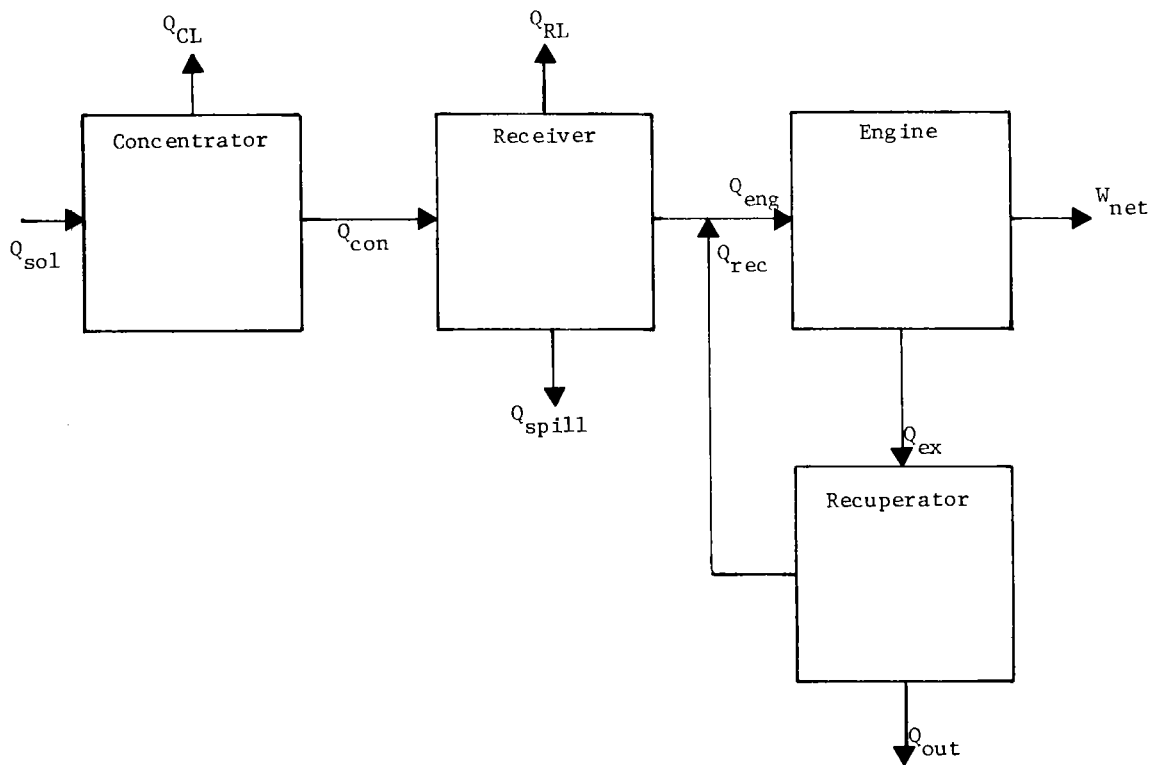 Q_CL
Q_RL
Concentrator
Receiver
Engine
Q_sol
Q_con
Q_eng
W_net
Q_rec
Q_spill
Q_ex
Recuperator
Q_out